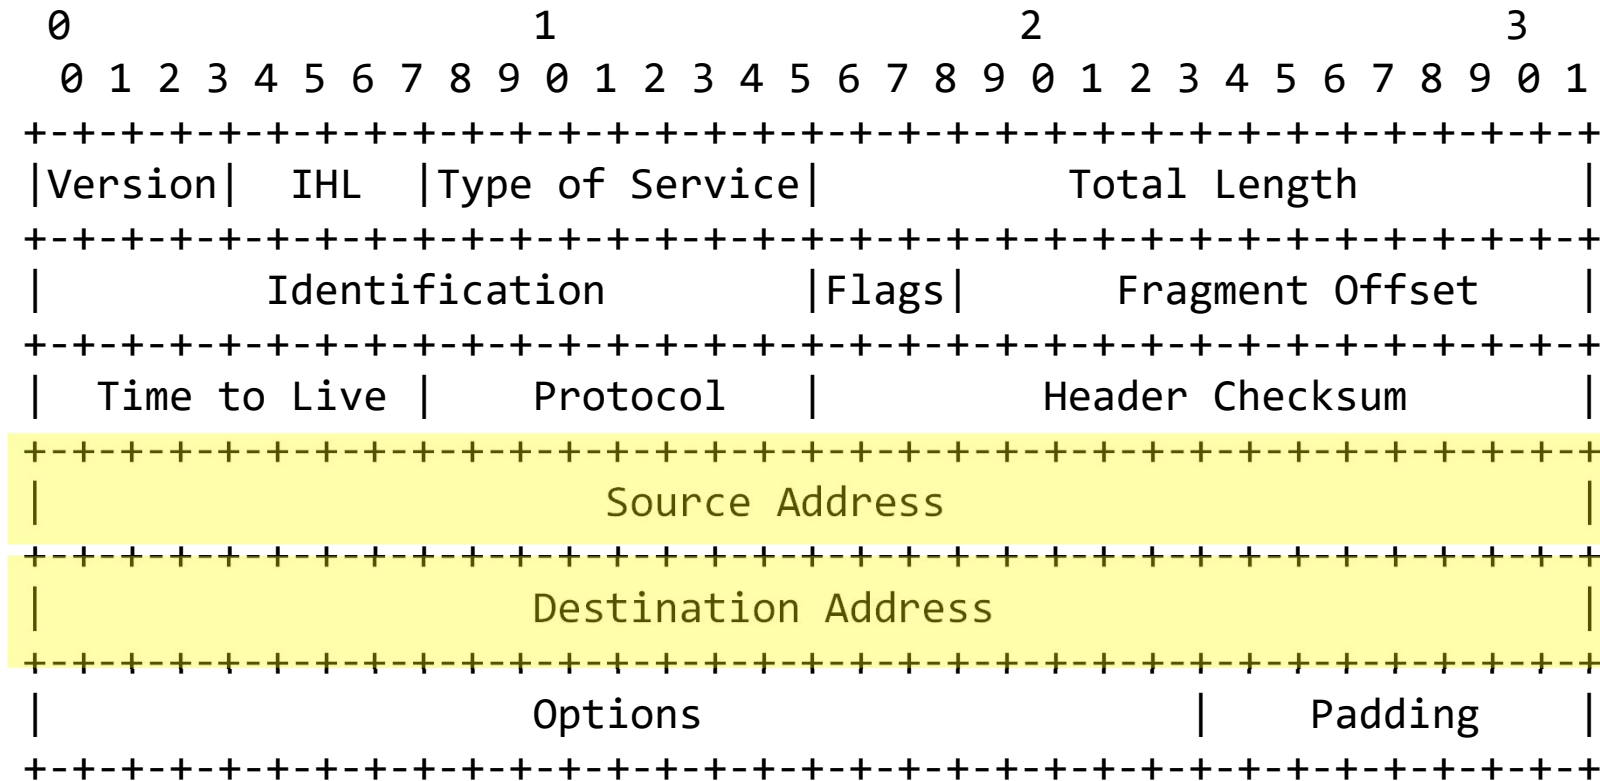 0                   1                   2                   3
 0 1 2 3 4 5 6 7 8 9 0 1 2 3 4 5 6 7 8 9 0 1 2 3 4 5 6 7 8 9 0 1
+-+-+-+-+-+-+-+-+-+-+-+-+-+-+-+-+-+-+-+-+-+-+-+-+-+-+-+-+-+-+-+-+
|Version|  IHL  |Type of Service|          Total Length         |
+-+-+-+-+-+-+-+-+-+-+-+-+-+-+-+-+-+-+-+-+-+-+-+-+-+-+-+-+-+-+-+-+
|         Identification        |Flags|      Fragment Offset    |
+-+-+-+-+-+-+-+-+-+-+-+-+-+-+-+-+-+-+-+-+-+-+-+-+-+-+-+-+-+-+-+-+
|  Time to Live |    Protocol   |         Header Checksum       |
+-+-+-+-+-+-+-+-+-+-+-+-+-+-+-+-+-+-+-+-+-+-+-+-+-+-+-+-+-+-+-+-+
|                       Source Address                          |
+-+-+-+-+-+-+-+-+-+-+-+-+-+-+-+-+-+-+-+-+-+-+-+-+-+-+-+-+-+-+-+-+
|                    Destination Address                        |
+-+-+-+-+-+-+-+-+-+-+-+-+-+-+-+-+-+-+-+-+-+-+-+-+-+-+-+-+-+-+-+-+
|                    Options                    |    Padding    |
+-+-+-+-+-+-+-+-+-+-+-+-+-+-+-+-+-+-+-+-+-+-+-+-+-+-+-+-+-+-+-+-+